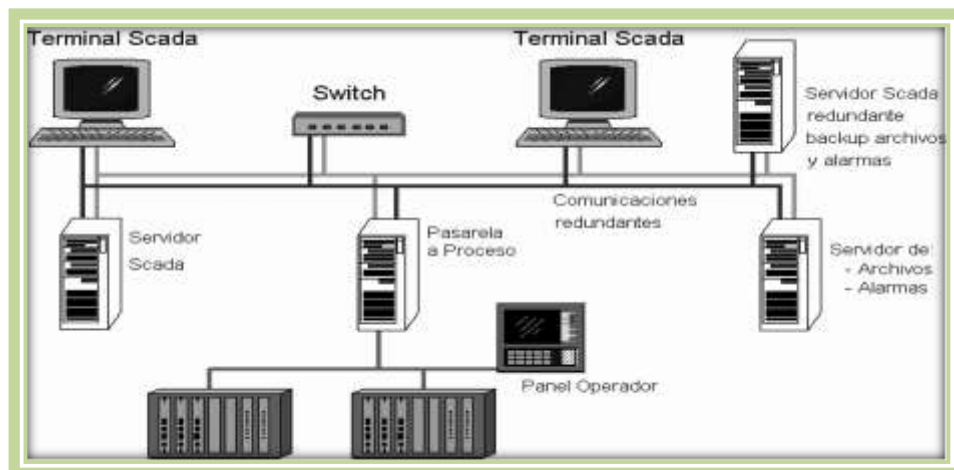 Terminal Scada
Terminal Scada
Switch
Servidor Scada
redundante
backup archivos
y alarmas
Comunicaciones
redundantes
Servidor
Scada
Pasarela
a Proceso
Servidor de:
- Archivos
- Alarmas
Panel Operador